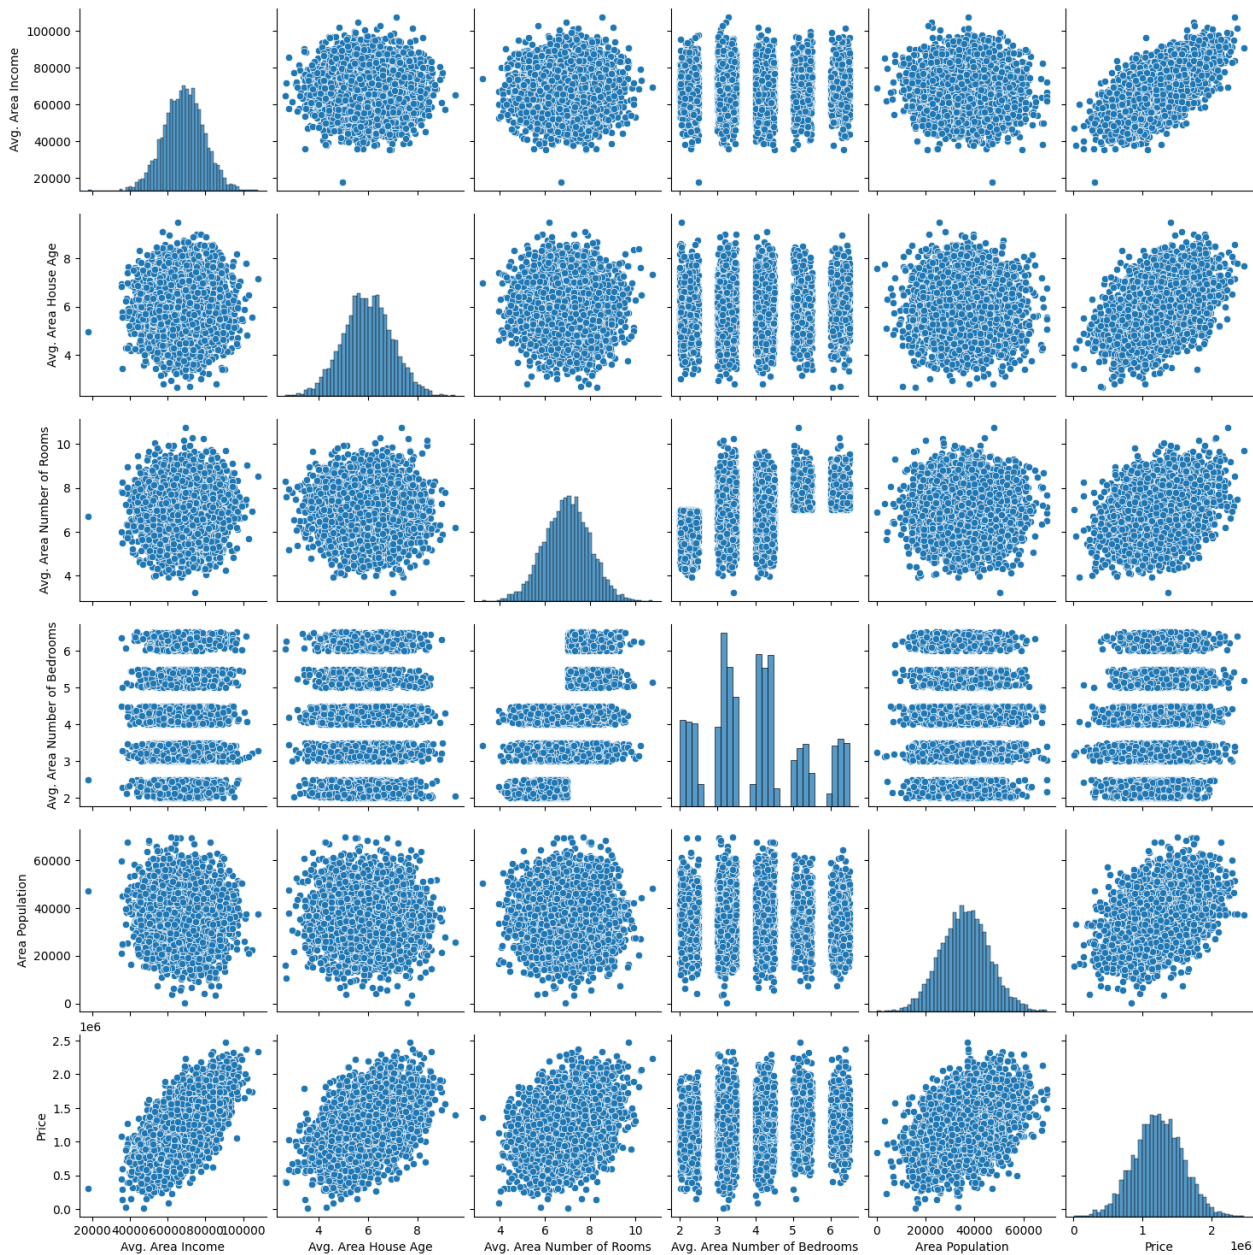 100000
80000
60000
40000
20000
Avg. Area Income
8
6
4
Avg. Area House Age
10
8
6
4
Avg. Area Number of Rooms
6
5
4
3
2
Avg. Area Number of Bedrooms
60000
40000
20000
0
Area Population
1e6
2.5
2.0
1.5
1.0
0.5
0.0
Price
20000 40000 60000 80000 100000
4 6 8
4 6 8 10
2 3 4 5 6
0 20000 40000 60000
0 1 2
1e6
Avg. Area Income
Avg. Area House Age
Avg. Area Number of Rooms
Avg. Area Number of Bedrooms
Area Population
Price